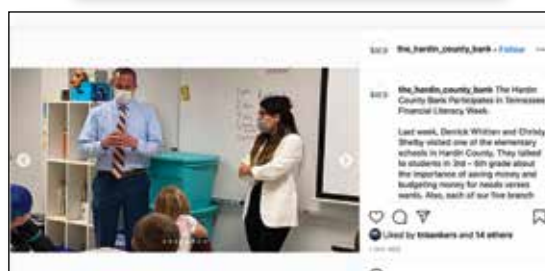 the_hardin_county_bank • Follow
the_hardin_county_bank The Hardin
County Bank Participates in Tennessee
Financial Literacy Week.
Last week, Derrick Whitten and Christy
Shelby visited one of the elementary
schools in Hardin County. They talked
to students in 3rd - 5th grade about
the importance of saving money and
budgeting money for needs verses
wants. Also, each of our five branch
Liked by and 14 others